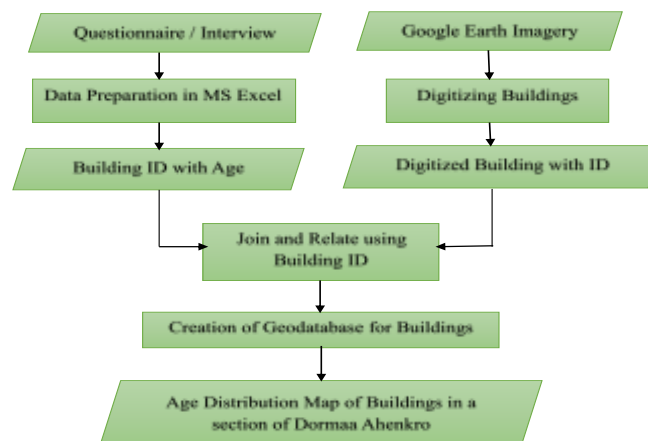 Questionnaire / Interview
Google Earth Imagery
Data Preparation in MS Excel
Digitizing Buildings
Building ID with Age
Digitized Building with ID
Join and Relate using
Building ID
Creation of Geodatabase for Buildings
Age Distribution Map of Buildings in a
section of Dormaa Ahenkro